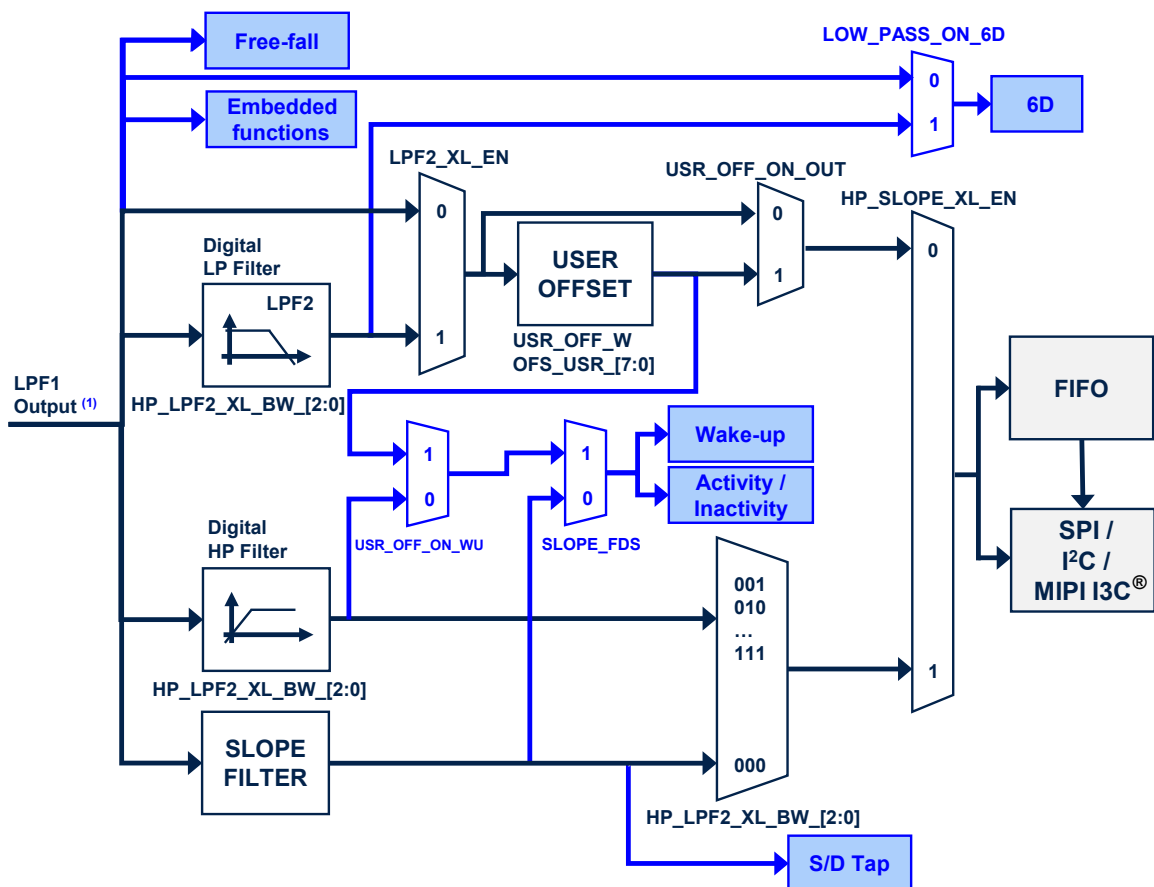 Free-fall
LOW_PASS_ON_6D
0
1
6D
Embedded
functions
LPF2_XL_EN
0
1
USR_OFF_ON_OUT
0
1
HP_SLOPE_XL_EN
0
1
Digital
LP Filter
LPF2
USER
OFFSET
USR_OFF_W
OFS_USR_[7:0]
LPF1
Output (1)
HP_LPF2_XL_BW_[2:0]
FIFO
1
0
USR_OFF_ON_WU
1
0
SLOPE_FDS
Wake-up
Activity /
Inactivity
SPI /
I²C /
MIPI I3C®
Digital
HP Filter
HP_LPF2_XL_BW_[2:0]
001
010
...
111
000
SLOPE
FILTER
HP_LPF2_XL_BW_[2:0]
S/D Tap